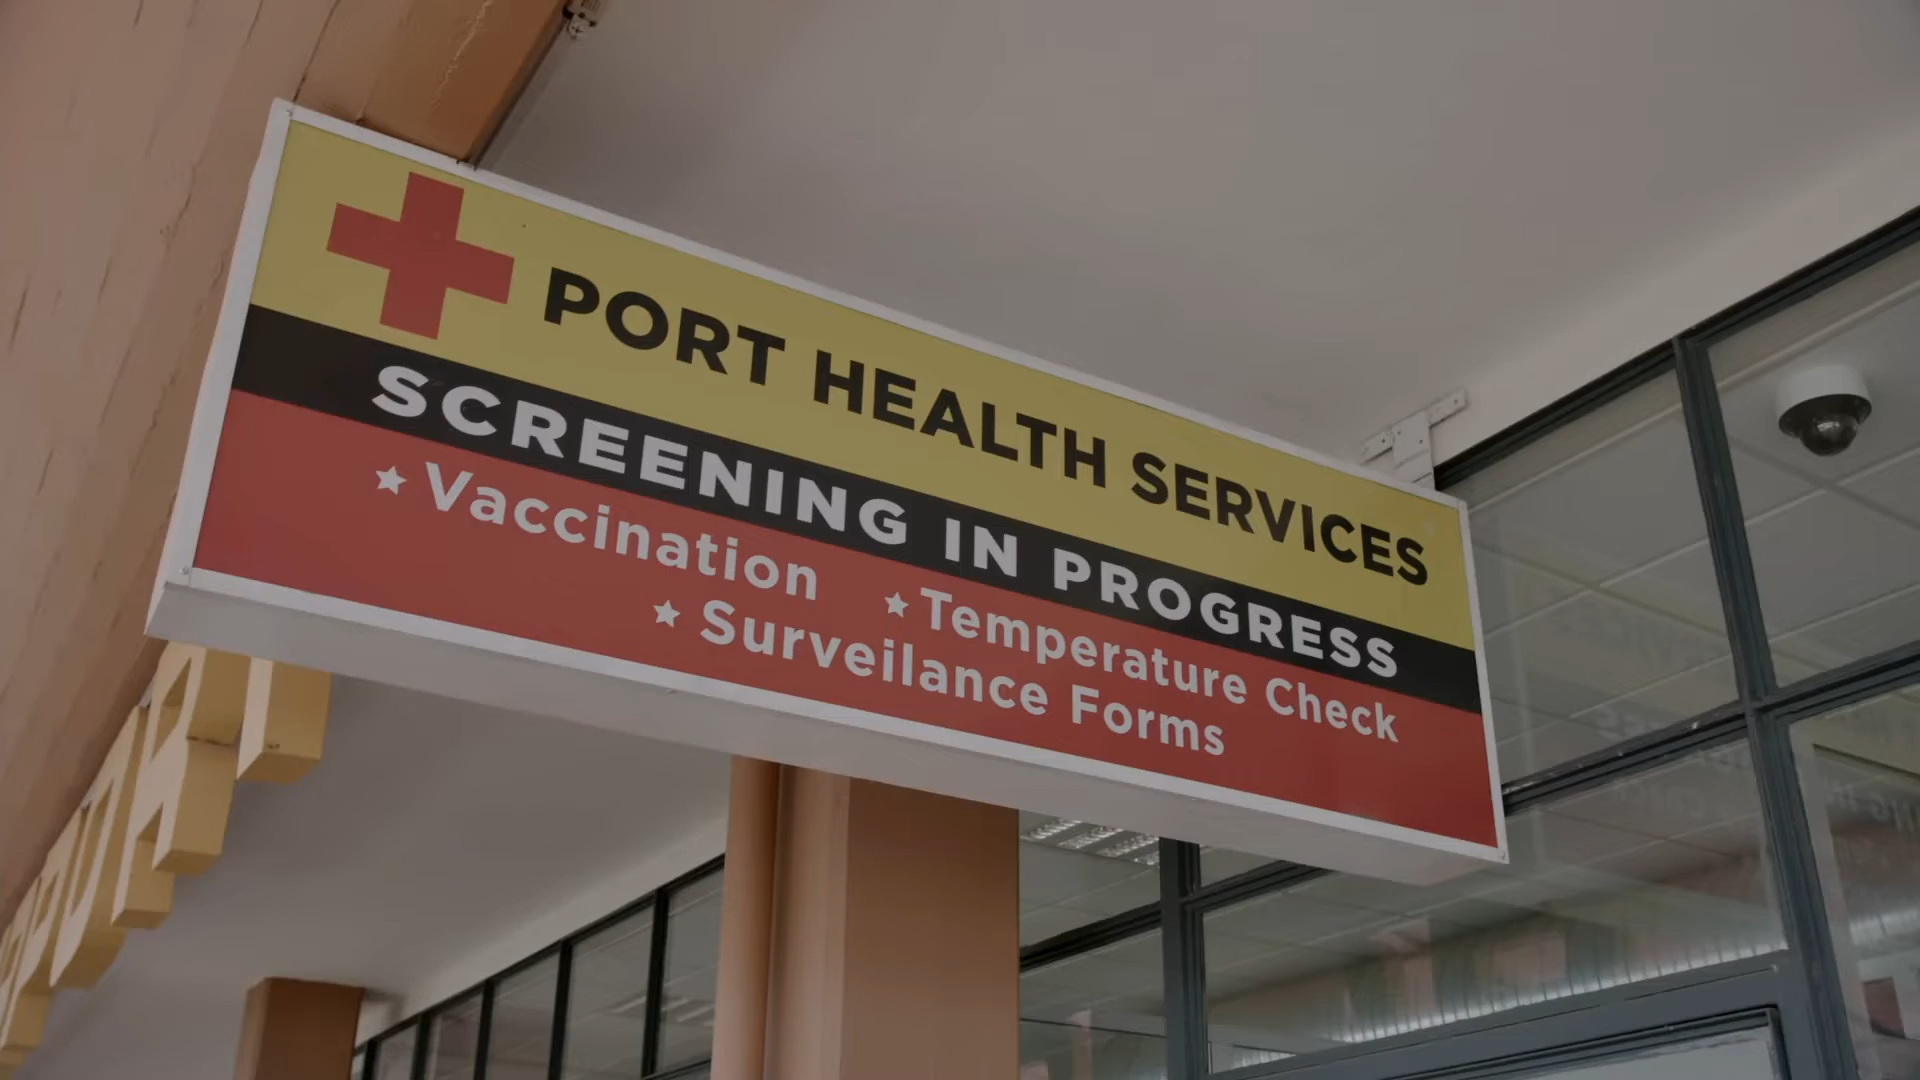 PORT HEALTH SERVICES
SCREENING IN PROGRESS
★ Vaccination ★ Temperature Check
★ Surveilance Forms